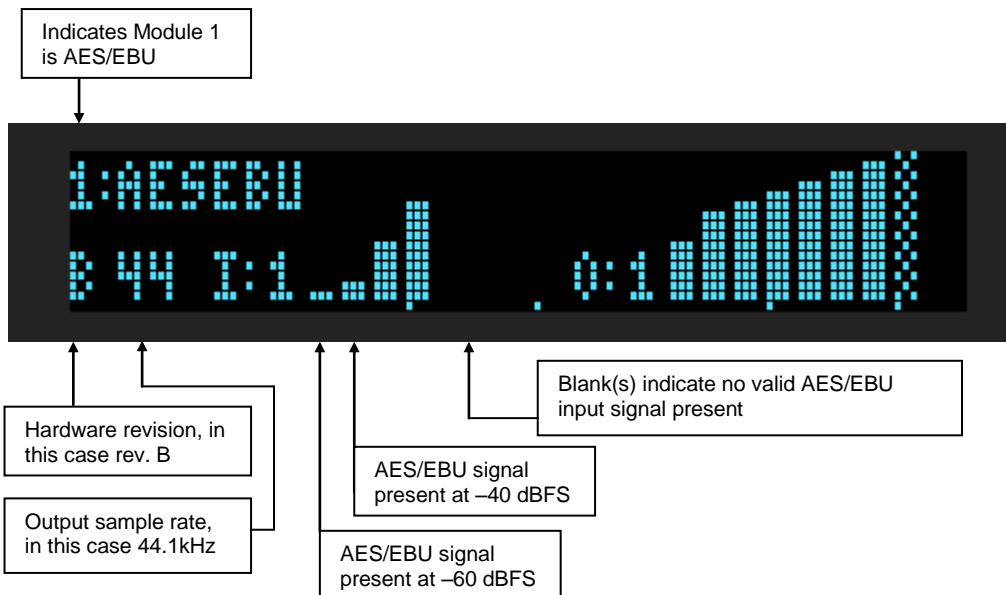 Indicates Module 1
is AES/EBU
1:AESEBU
B 44 I:1 O:1
Blank(s) indicate no valid AES/EBU
input signal present
Hardware revision, in
this case rev. B
AES/EBU signal
present at –40 dBFS
Output sample rate,
in this case 44.1kHz
AES/EBU signal
present at –60 dBFS